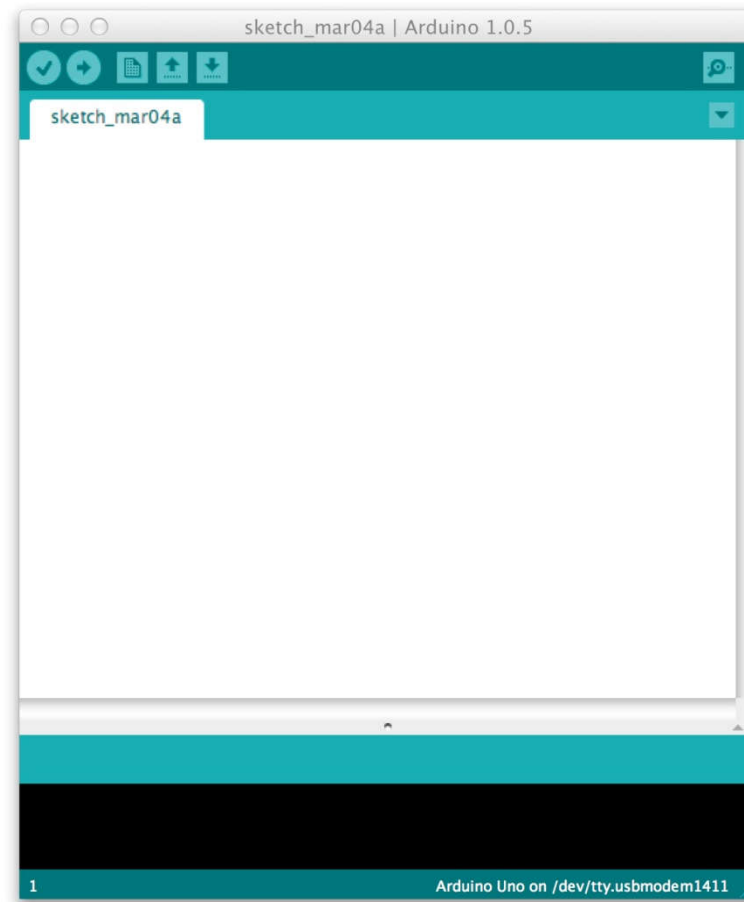 sketch_mar04a | Arduino 1.0.5
sketch_mar04a
1
Arduino Uno on /dev/tty.usbmodem1411